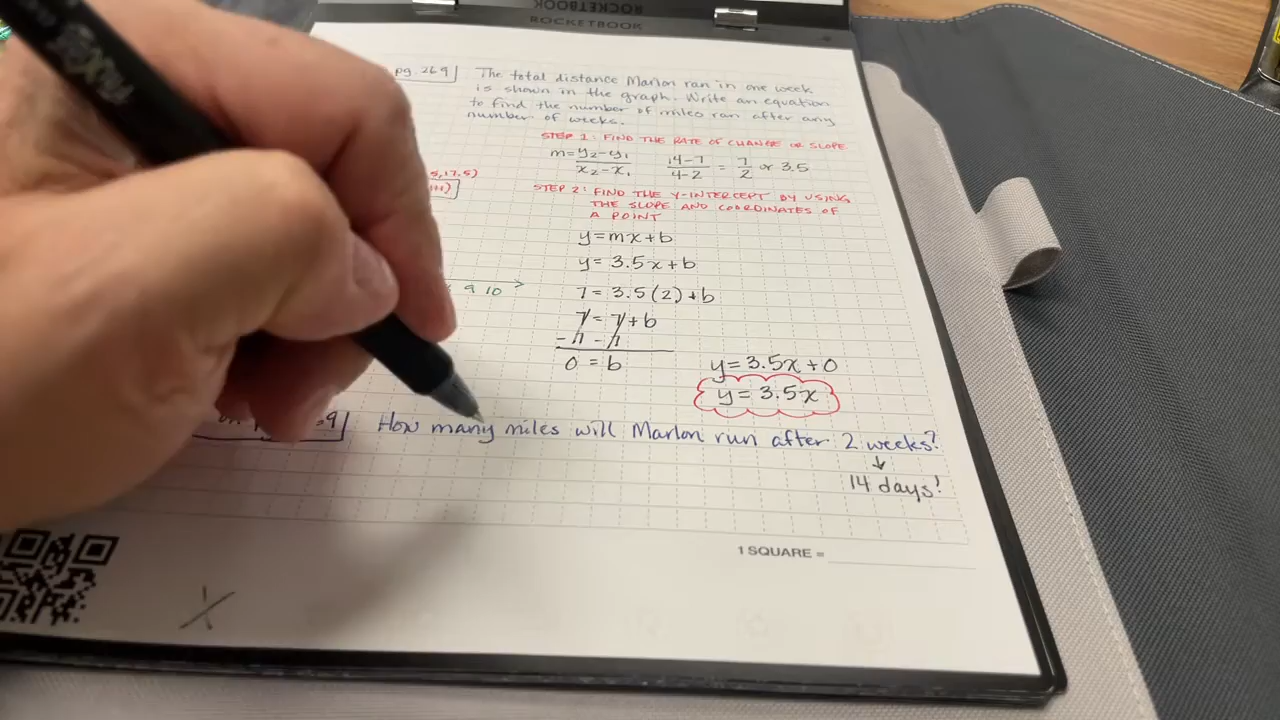 ROCKETBOOK
ROCKETBOOK
pg. 269
The total distance Marlon ran in one week
is shown in the graph. Write an equation
to find the number of miles ran after any
number of weeks.
STEP 1: FIND THE RATE OF CHANGE OR SLOPE
m = y₂ - y₁ / x₂ - x₁   14 - 7 / 4 - 2 = 7 / 2 or 3.5
5, 17.5)
STEP 2: FIND THE Y-INTERCEPT BY USING
THE SLOPE AND COORDINATES OF
A POINT
y = mx + b
y = 3.5x + b
9 10
7 = 3.5(2) + b
7 = 7 + b
-7 -7
0 = b
y = 3.5x + 0
y = 3.5x
How many miles will Marlon run after 2 weeks?
↓
14 days!
1 SQUARE =